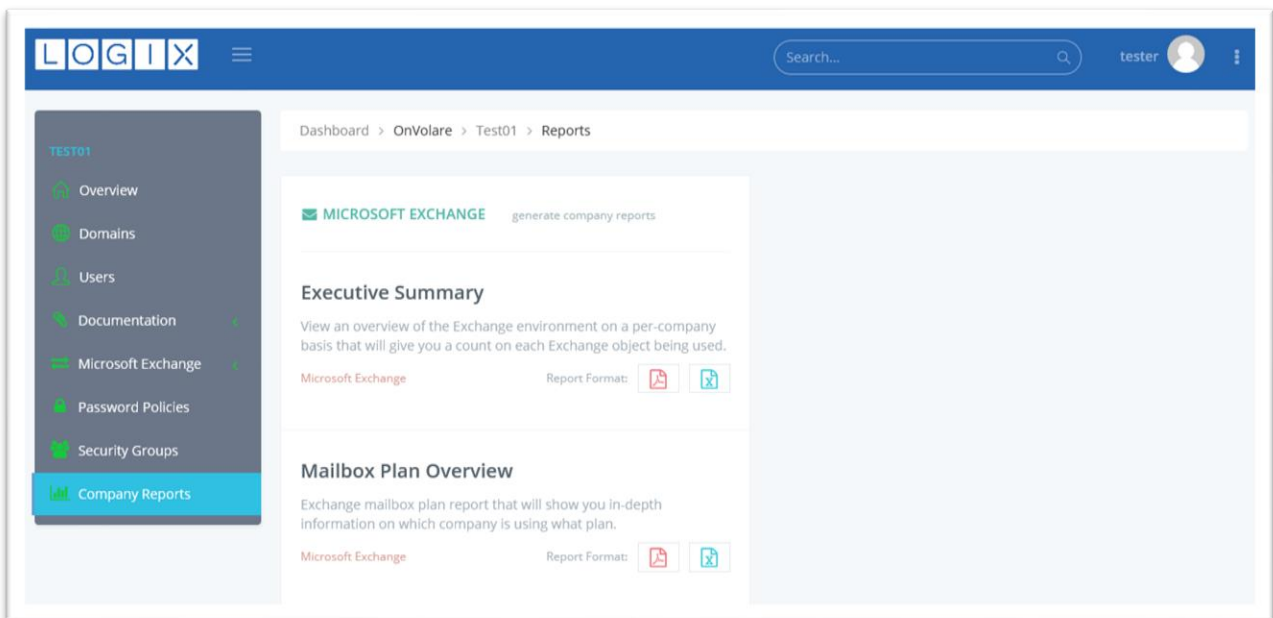 LOGIX
Search...
tester
TEST01
Overview
Domains
Users
Documentation
Microsoft Exchange
Password Policies
Security Groups
Company Reports
Dashboard > OnVolare > Test01 > Reports
MICROSOFT EXCHANGE generate company reports
Executive Summary
View an overview of the Exchange environment on a per-company
basis that will give you a count on each Exchange object being used.
Microsoft Exchange Report Format:
Mailbox Plan Overview
Exchange mailbox plan report that will show you in-depth
information on which company is using what plan.
Microsoft Exchange Report Format: